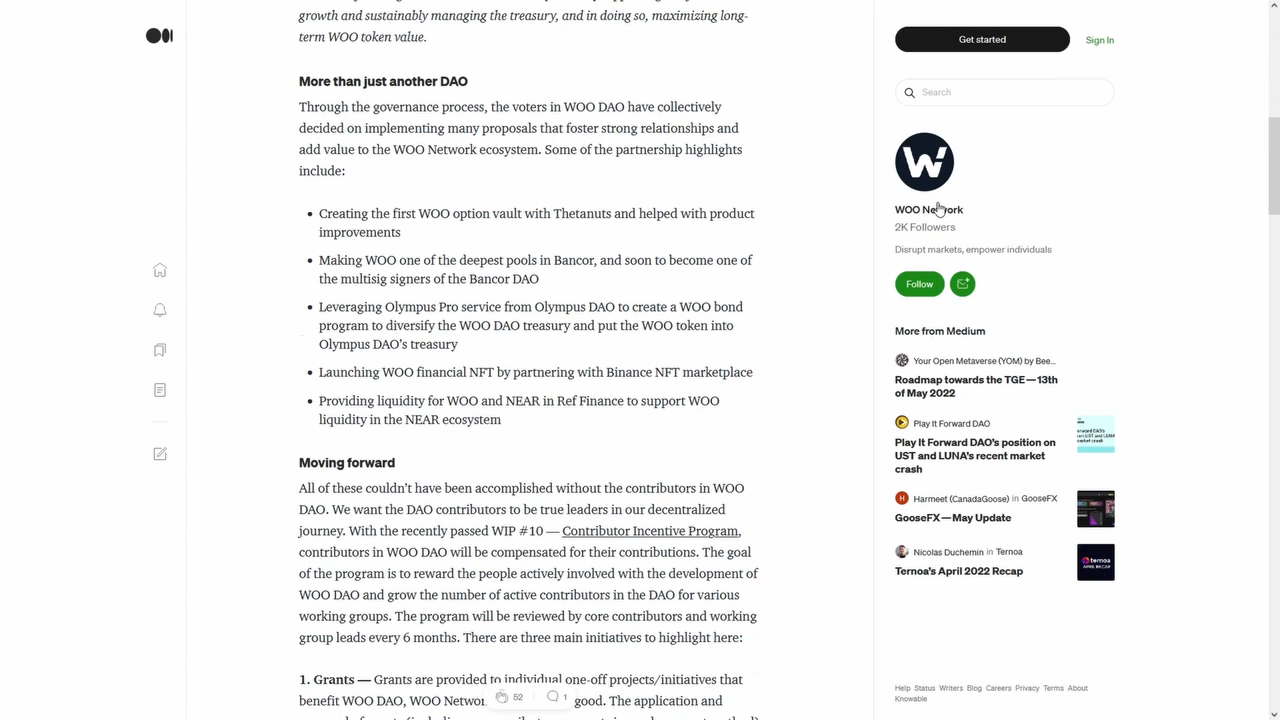 growth and sustainably managing the treasury, and in doing so, maximizing long-
term WOO token value.
More than just another DAO
Through the governance process, the voters in WOO DAO have collectively
decided on implementing many proposals that foster strong relationships and
add value to the WOO Network ecosystem. Some of the partnership highlights
include:
• Creating the first WOO option vault with Thetanuts and helped with product
improvements
• Making WOO one of the deepest pools in Bancor, and soon to become one of
the multisig signers of the Bancor DAO
• Leveraging Olympus Pro service from Olympus DAO to create a WOO bond
program to diversify the WOO DAO treasury and put the WOO token into
Olympus DAO's treasury
• Launching WOO financial NFT by partnering with Binance NFT marketplace
• Providing liquidity for WOO and NEAR in Ref Finance to support WOO
liquidity in the NEAR ecosystem
Moving forward
All of these couldn't have been accomplished without the contributors in WOO
DAO. We want the DAO contributors to be true leaders in our decentralized
journey. With the recently passed WIP #10 — Contributor Incentive Program,
contributors in WOO DAO will be compensated for their contributions. The goal
of the program is to reward the people actively involved with the development of
WOO DAO and grow the number of active contributors in the DAO for various
working groups. The program will be reviewed by core contributors and working
group leads every 6 months. There are three main initiatives to highlight here:
1. Grants — Grants are provided to individual one-off projects/initiatives that
benefit WOO DAO, WOO Networ good. The application and
52
1
Get started
Sign In
Search
W
WOO Network
2K Followers
Disrupt markets, empower individuals
Follow
More from Medium
Your Open Metaverse (YOM) by Bee...
Roadmap towards the TGE — 13th
of May 2022
Play It Forward DAO
Play It Forward DAO's position on
UST and LUNA's recent market
crash
H
Harmeet (CanadaGoose) in GooseFX
GooseFX — May Update
Nicolas Duchemin in Ternoa
Ternoa's April 2022 Recap
ternoa
APRIL RECAP
Help Status Writers Blog Careers Privacy Terms About
Knowable